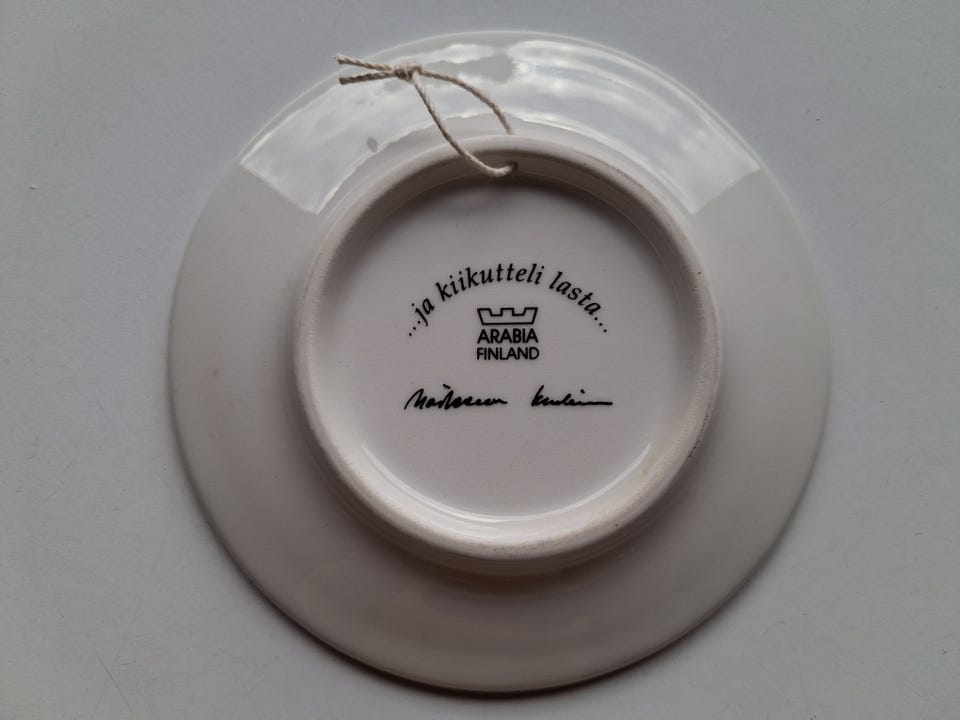 ...ja kiikutteli lasta...
ARABIA
FINLAND